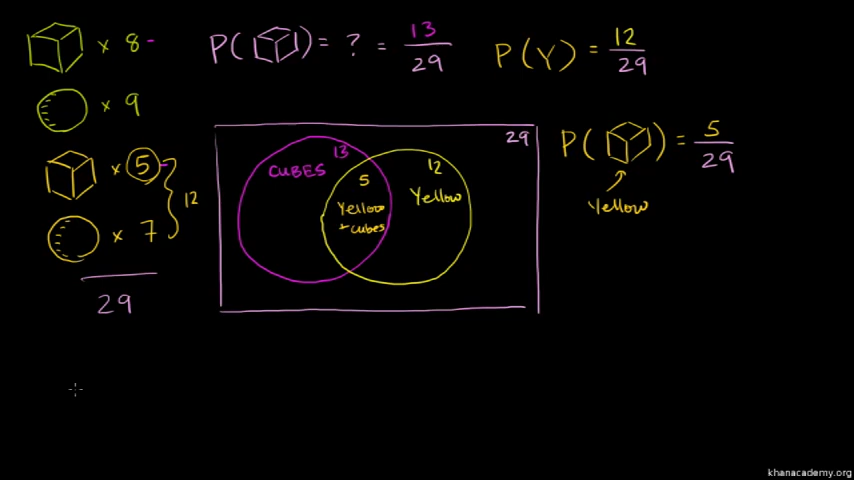 × 8 -
P( ) = ? = 13/29
P(Y) = 12/29
× 9
29
P( ) = 5/29
Yellow
CUBES 13
5
Yellow
+ cubes
12
Yellow
× 5
12
× 7
29
khanacademy.org